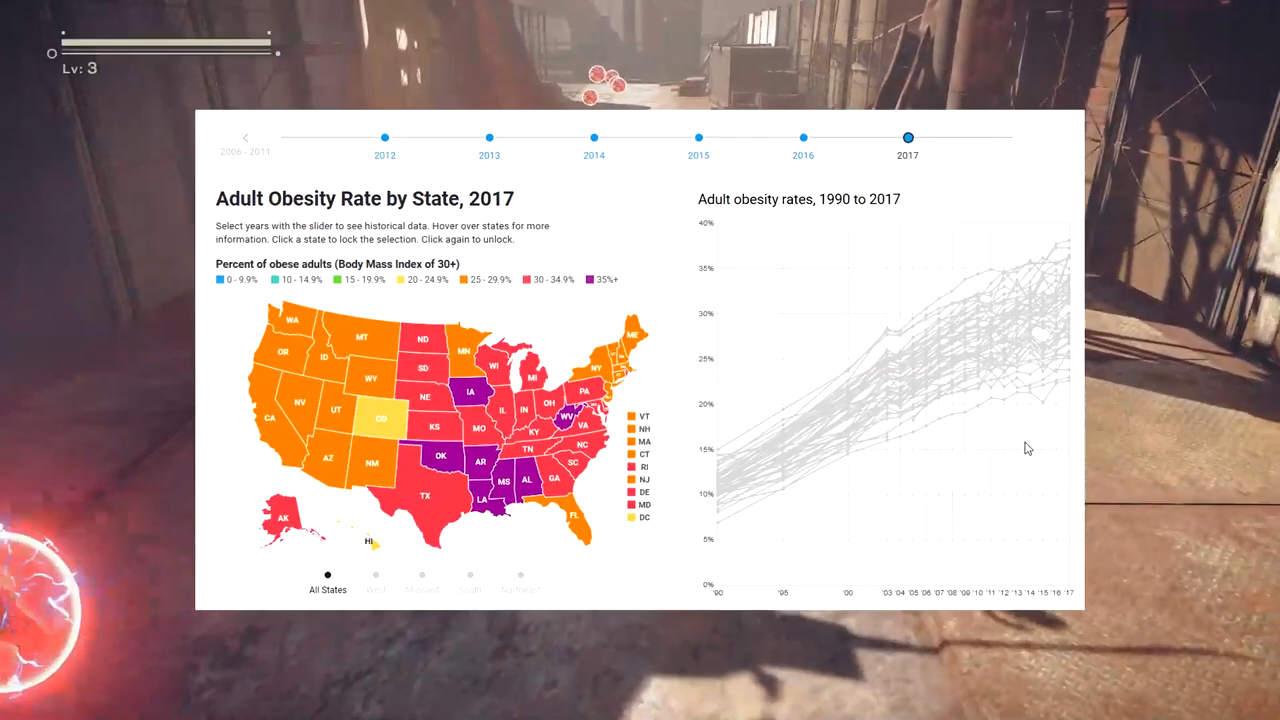 Lv: 3
2006 - 2011
2012
2013
2014
2015
2016
2017
Adult Obesity Rate by State, 2017
Select years with the slider to see historical data. Hover over states for more
information. Click a state to lock the selection. Click again to unlock.
Percent of obese adults (Body Mass Index of 30+)
0 - 9.9% 10 - 14.9% 15 - 19.9% 20 - 24.9% 25 - 29.9% 30 - 34.9% 35%+
WA
MT
ND
MN
ME
OR
ID
SD
WI
WY
MI
NY
NV
UT
CO
NE
IA
PA
IL
IN
OH
CA
KS
MO
WV
VA
KY
AZ
NM
OK
AR
TN
NC
SC
MS
AL
GA
TX
LA
FL
AK
HI
VT
NH
MA
CT
RI
NJ
DE
MD
DC
All States
West
Midwest
South
Northeast
Adult obesity rates, 1990 to 2017
40%
35%
30%
25%
20%
15%
10%
5%
0%
'90 '95 '00 '03 '04 '05 '06 '07 '08 '09 '10 '11 '12 '13 '14 '15 '16 '17